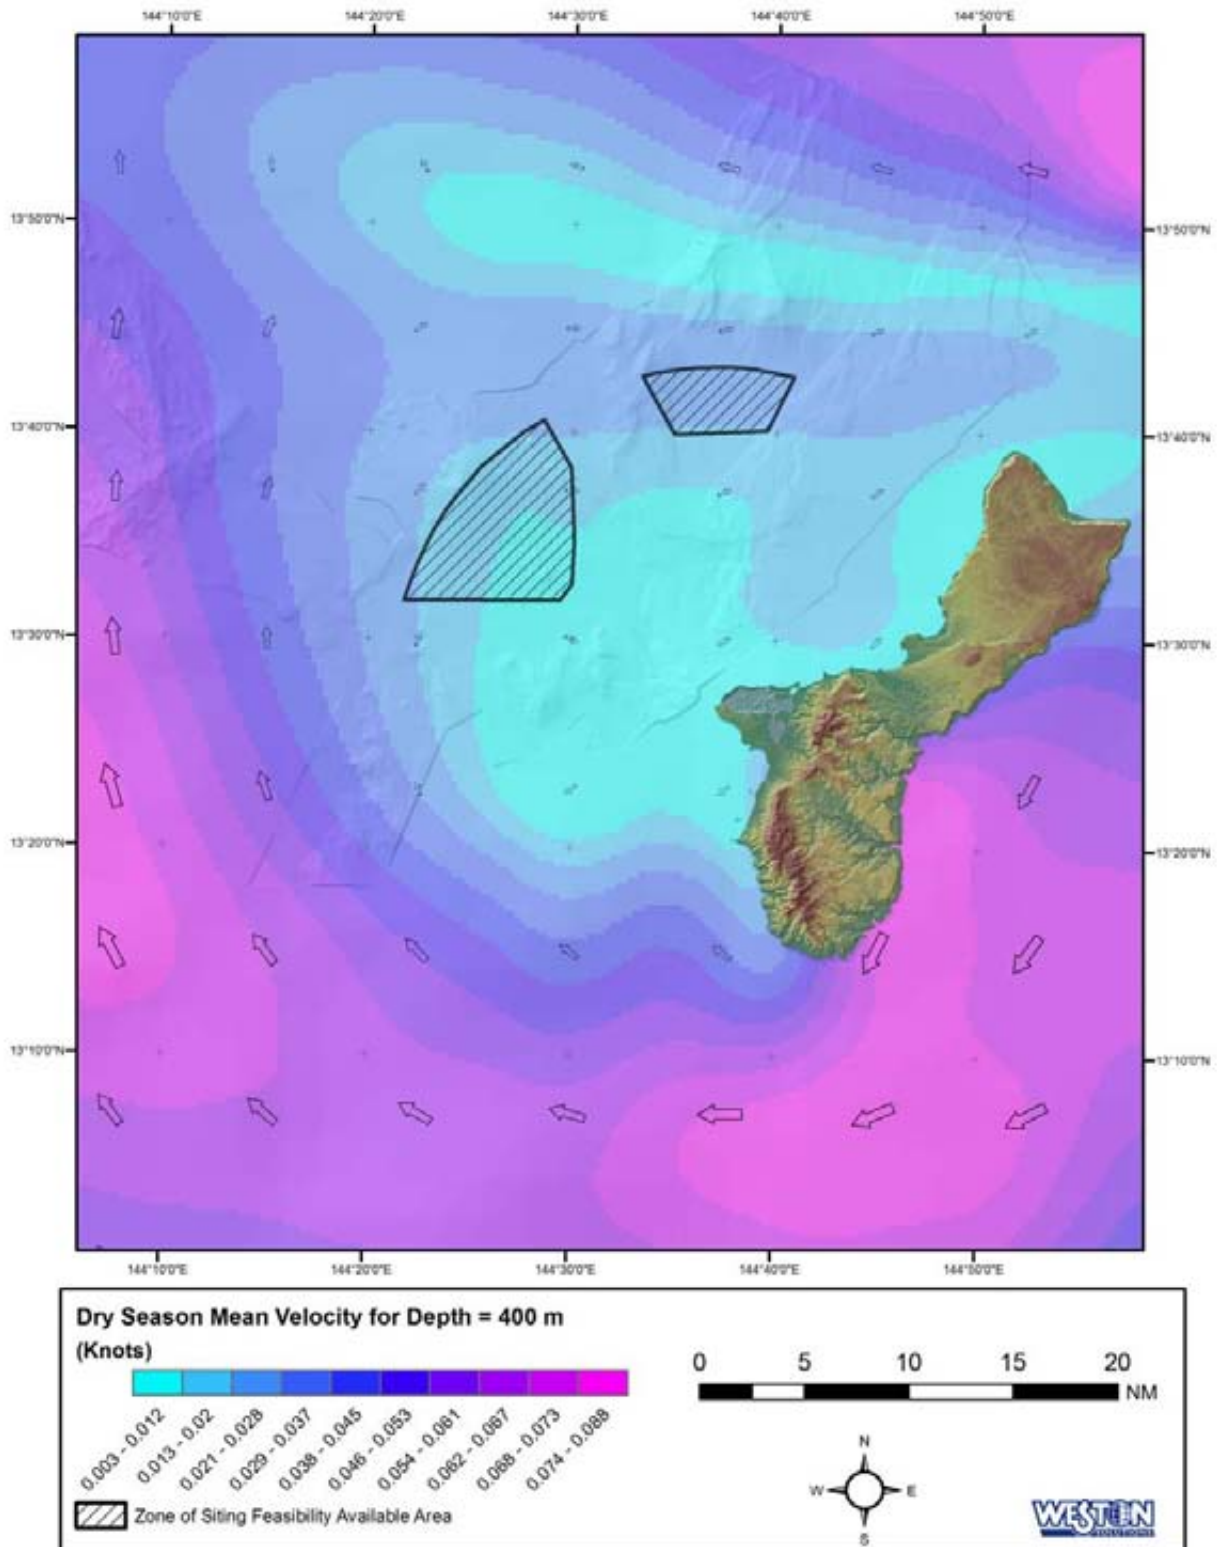 144°10'0"E 144°20'0"E 144°30'0"E 144°40'0"E 144°50'0"E
13°50'0"N 13°50'0"N
13°40'0"N 13°40'0"N
13°30'0"N 13°30'0"N
13°20'0"N 13°20'0"N
13°10'0"N 13°10'0"N
144°10'0"E 144°20'0"E 144°30'0"E 144°40'0"E 144°50'0"E
Dry Season Mean Velocity for Depth = 400 m
(Knots)
0.003 - 0.012
0.013 - 0.02
0.021 - 0.028
0.029 - 0.037
0.038 - 0.045
0.046 - 0.053
0.054 - 0.061
0.062 - 0.067
0.068 - 0.073
0.074 - 0.088
Zone of Siting Feasibility Available Area
0 5 10 15 20
NM
N
W E
S
WESTON
SOLUTIONS